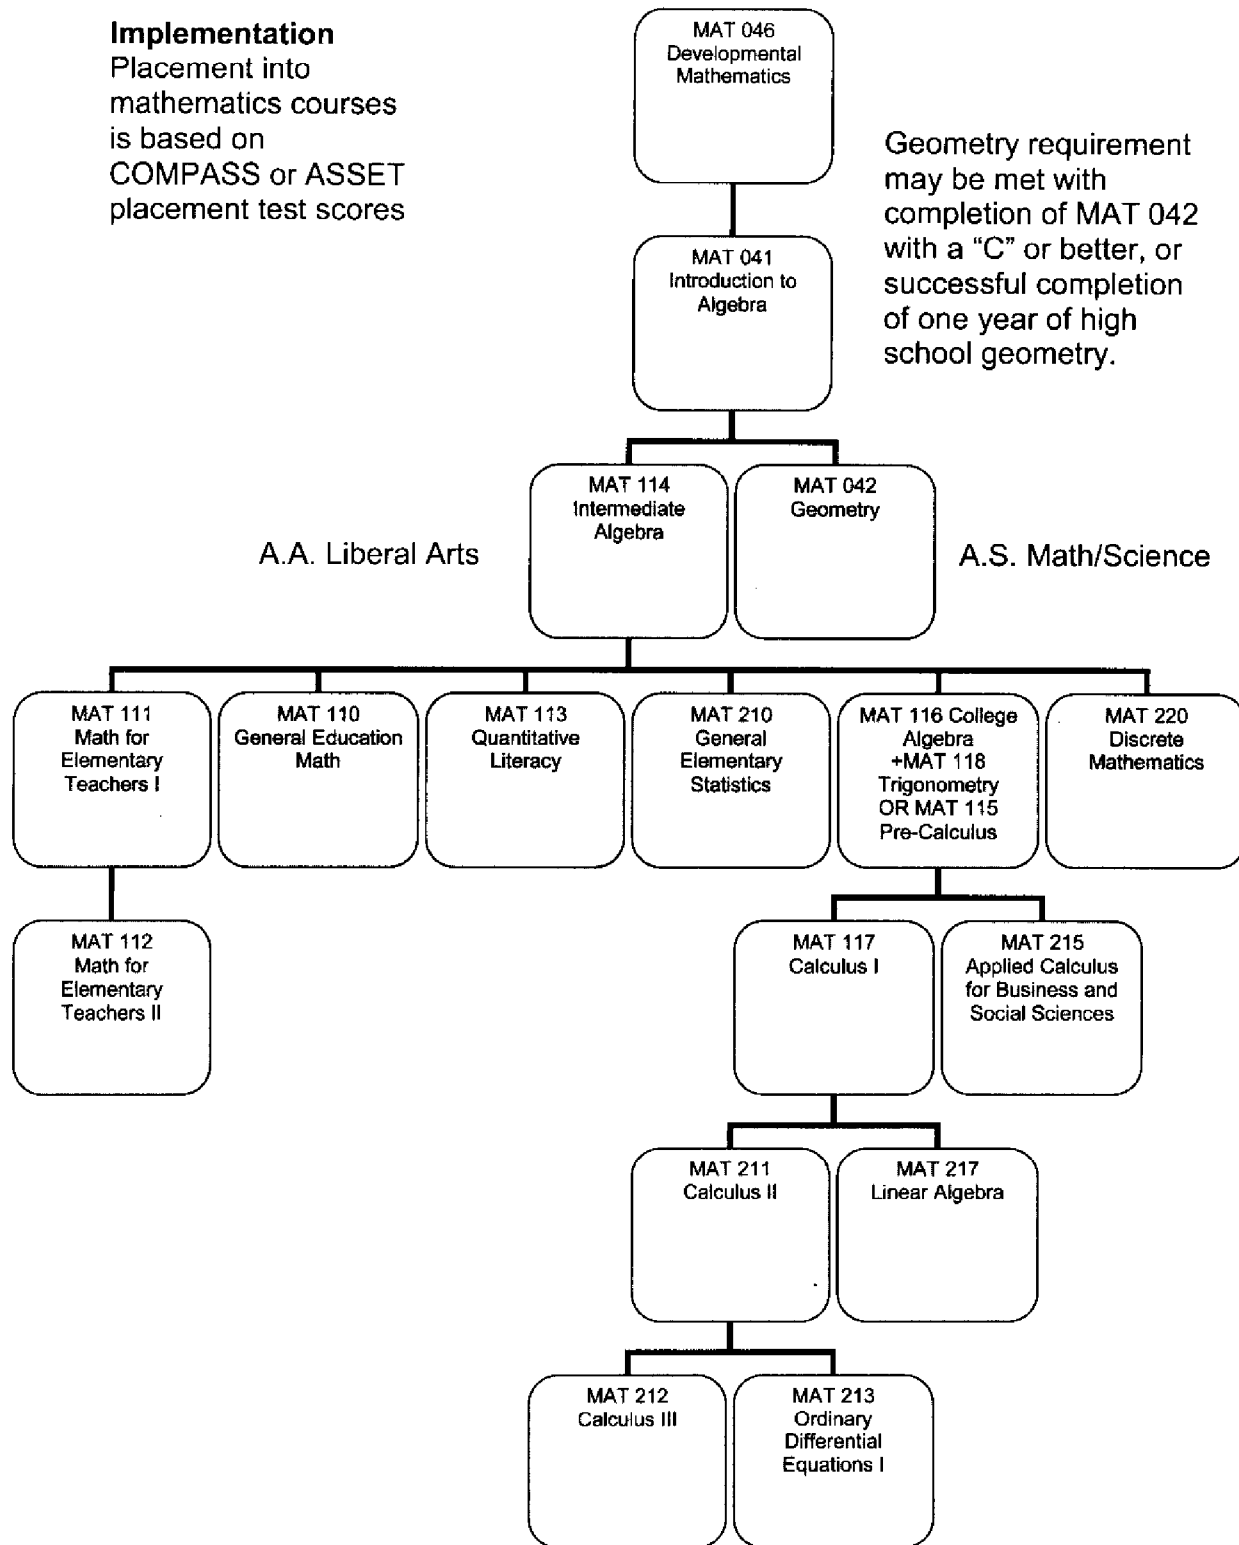 Implementation
Placement into
mathematics courses
is based on
COMPASS or ASSET
placement test scores
MAT 046
Developmental
Mathematics
Geometry requirement
may be met with
completion of MAT 042
with a “C” or better, or
successful completion
of one year of high
school geometry.
MAT 041
Introduction to
Algebra
MAT 114
Intermediate
Algebra
MAT 042
Geometry
A.A. Liberal Arts
A.S. Math/Science
MAT 111
Math for
Elementary
Teachers I
MAT 110
General Education
Math
MAT 113
Quantitative
Literacy
MAT 210
General
Elementary
Statistics
MAT 116 College
Algebra
+MAT 118
Trigonometry
OR MAT 115
Pre-Calculus
MAT 220
Discrete
Mathematics
MAT 112
Math for
Elementary
Teachers II
MAT 117
Calculus I
MAT 215
Applied Calculus
for Business and
Social Sciences
MAT 211
Calculus II
MAT 217
Linear Algebra
MAT 212
Calculus III
MAT 213
Ordinary
Differential
Equations I